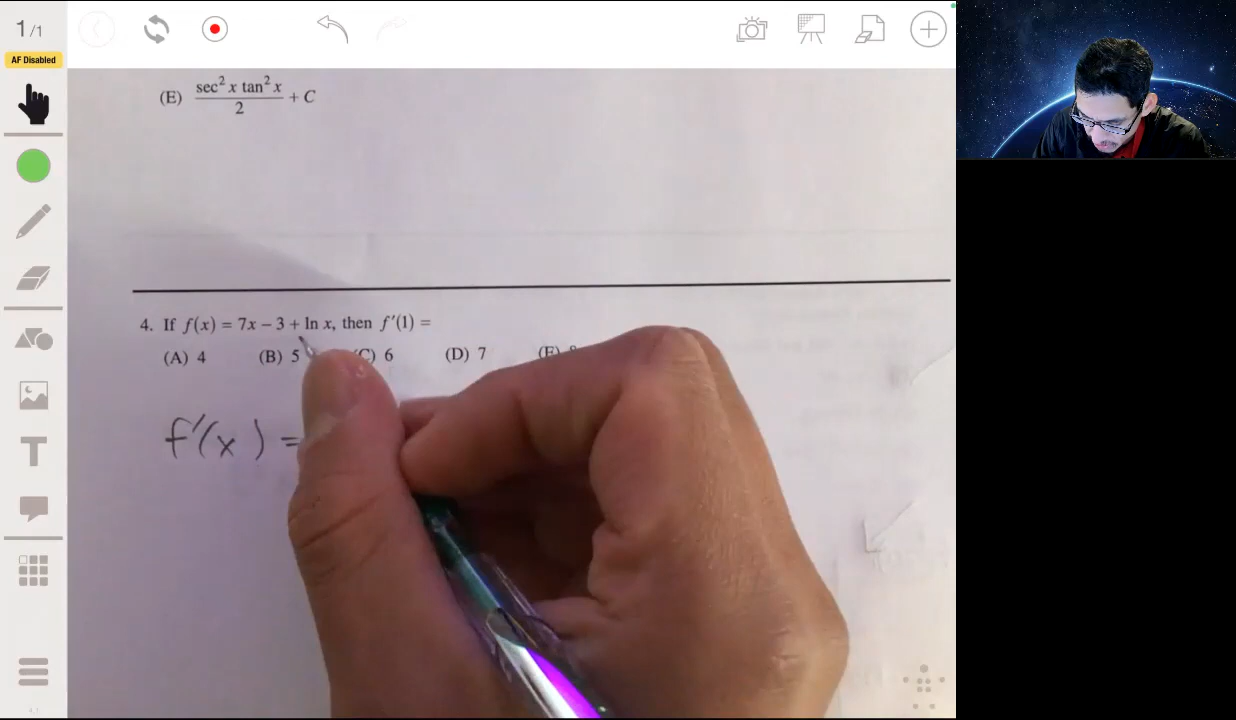 1/1
AF Disabled
(E) sec² x tan² x / 2 + C
4. If f(x) = 7x − 3 + ln x, then f′(1) =
(A) 4 (B) 5 (C) 6 (D) 7 (E)
f′(x) =
T